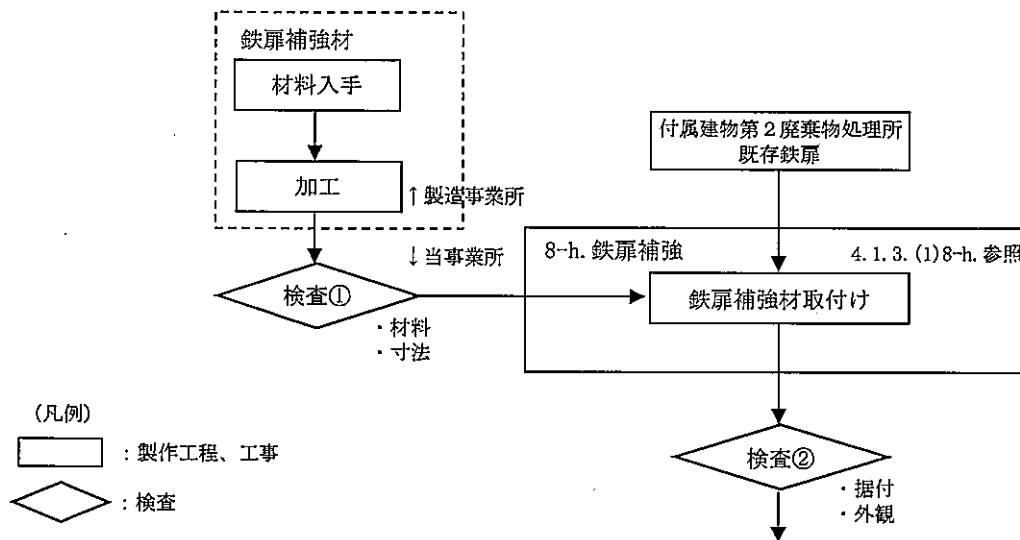 鉄扉補強材
材料入手
加工
↑製造事業所
↓当事業所
検査①
・材料
・寸法
付属建物第2廃棄物処理所
既存鉄扉
8-h.鉄扉補強
4.1.3.(1)8-h.参照
鉄扉補強材取付け
検査②
・据付
・外観
(凡例)
：製作工程、工事
：検査